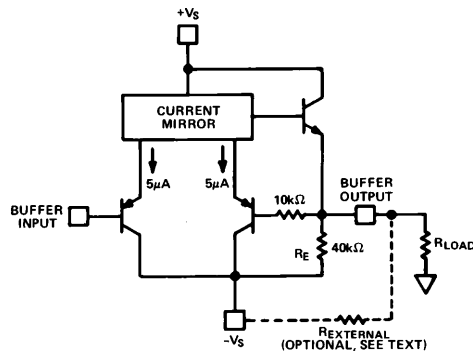 +VS
CURRENT
MIRROR
5μA
5μA
BUFFER
INPUT
10kΩ
BUFFER
OUTPUT
RE
40kΩ
RLOAD
-VS
REXTERNAL
(OPTIONAL, SEE TEXT)